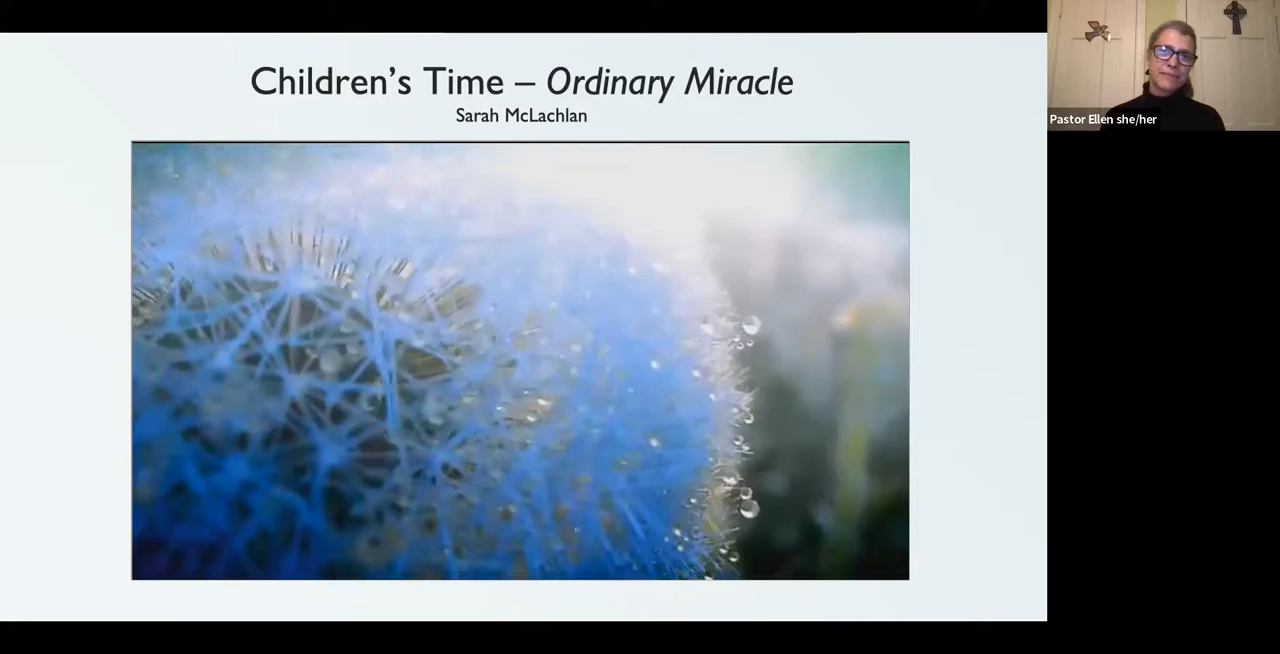 Children's Time – Ordinary Miracle
Sarah McLachlan
Pastor Ellen she/her